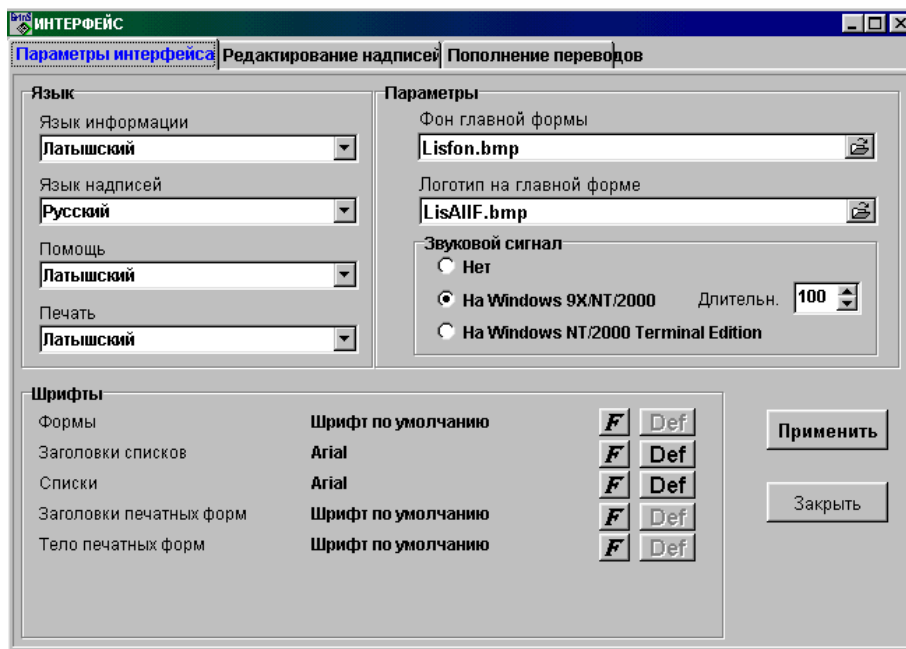 ИНТЕРФЕЙС
Параметры интерфейса Редактирование надписей Пополнение переводов
Язык
Язык информации
Латышский
Язык надписей
Русский
Помощь
Латышский
Печать
Латышский
Параметры
Фон главной формы
Lisfon.bmp
Логотип на главной форме
LisAllF.bmp
Звуковой сигнал
Нет
На Windows 9X/NT/2000 Длительн. 100
На Windows NT/2000 Terminal Edition
Шрифты
Формы Шрифт по умолчанию F Def
Заголовки списков Arial F Def
Списки Arial F Def
Заголовки печатных форм Шрифт по умолчанию F Def
Тело печатных форм Шрифт по умолчанию F Def
Применить
Закрыть